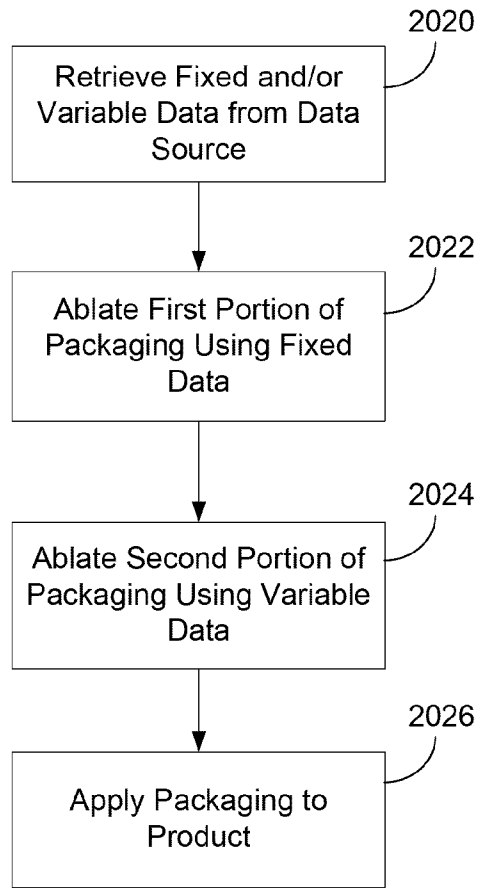 2020
Retrieve Fixed and/or
Variable Data from Data
Source
2022
Ablate First Portion of
Packaging Using Fixed
Data
2024
Ablate Second Portion of
Packaging Using Variable
Data
2026
Apply Packaging to
Product